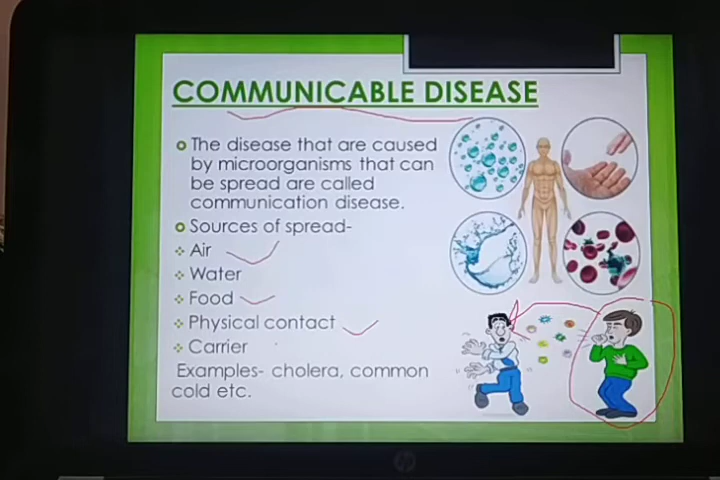 COMMUNICABLE DISEASE
The disease that are caused
by microorganisms that can
be spread are called
communication disease.
Sources of spread-
Air
Water
Food
Physical contact
Carrier
Examples- cholera, common
cold etc.
hp